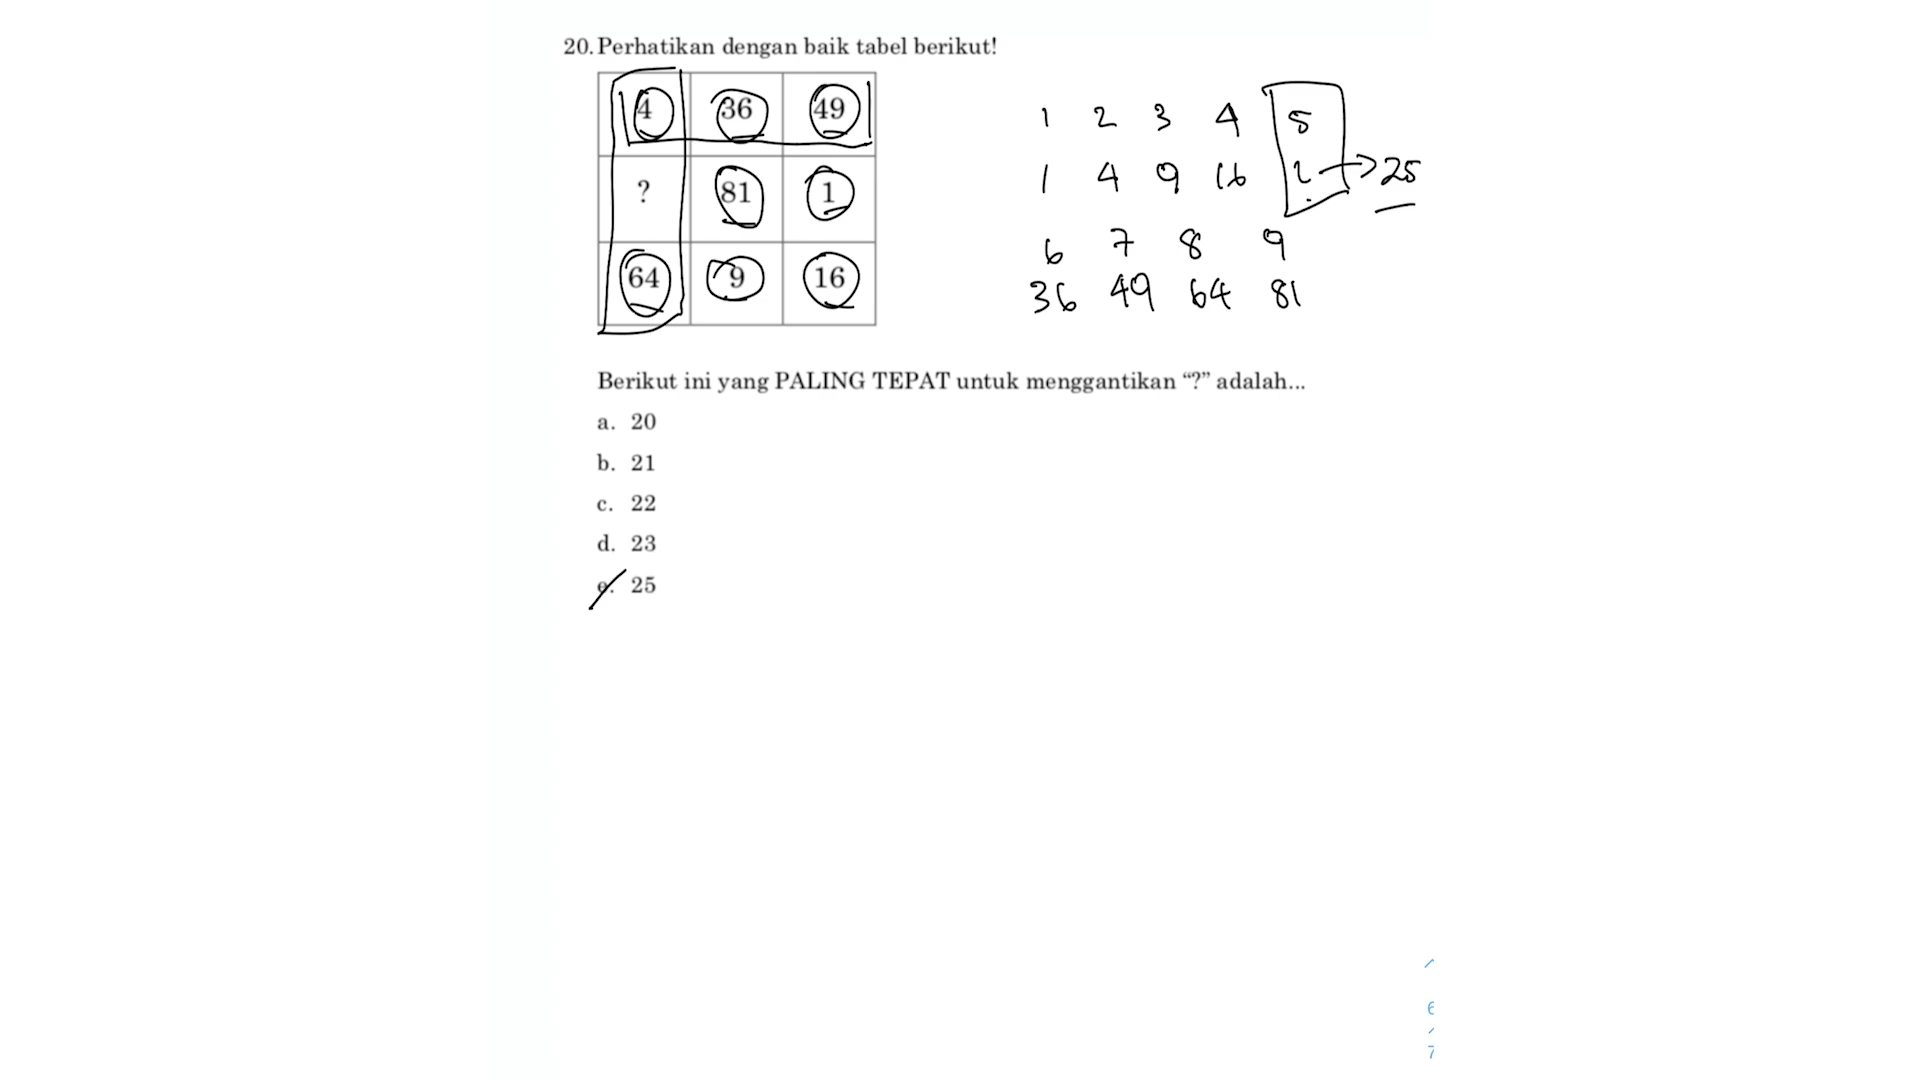 20. Perhatikan dengan baik tabel berikut!
4 36 49
? 81 1
64 9 16
1 2 3 4 5
1 4 9 16 ? → 25
6 7 8 9
36 49 64 81
Berikut ini yang PALING TEPAT untuk menggantikan “?” adalah...
a. 20
b. 21
c. 22
d. 23
e. 25
6
7